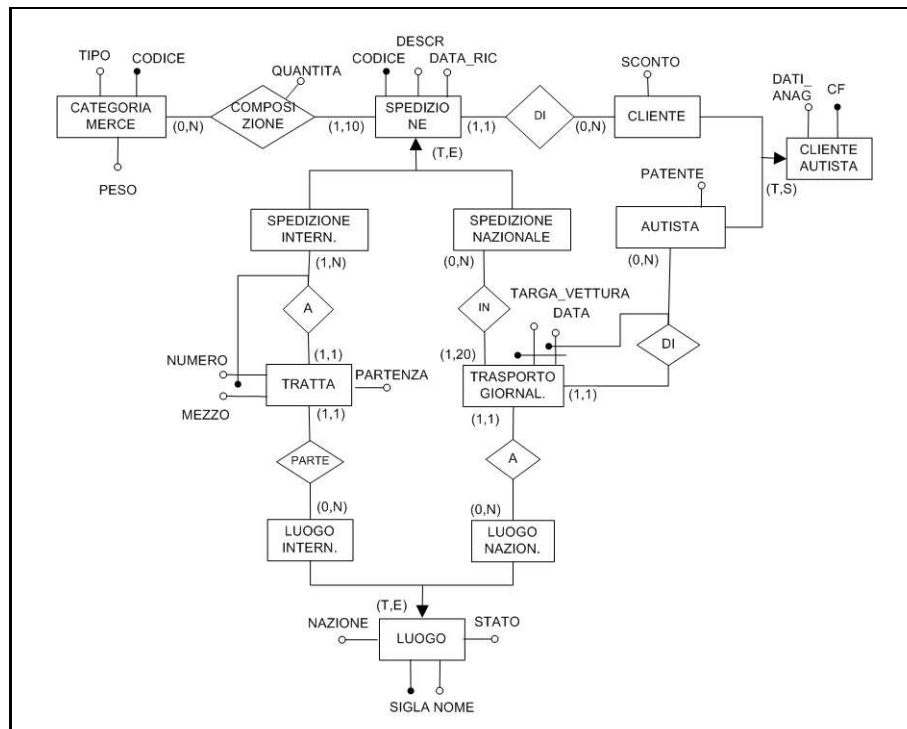 DESCR
TIPO
CODICE
CODICE
DATA_RIC
SCONTO
QUANTITA
DATI_
ANAG
CF
CATEGORIA
MERCE
(0,N)
COMPOSI
ZIONE
(1,10)
SPEDIZIO
NE
(1,1)
DI
(0,N)
CLIENTE
CLIENTE
AUTISTA
(T,E)
(T,S)
PESO
PATENTE
SPEDIZIONE
INTERN.
SPEDIZIONE
NAZIONALE
AUTISTA
(1,N)
(0,N)
(0,N)
A
IN
TARGA_VETTURA
DATA
DI
(1,1)
(1,20)
NUMERO
TRATTA
PARTENZA
TRASPORTO
GIORNAL.
(1,1)
MEZZO
(1,1)
(1,1)
PARTE
A
(0,N)
(0,N)
LUOGO
INTERN.
LUOGO
NAZION.
(T,E)
NAZIONE
LUOGO
STATO
SIGLA NOME